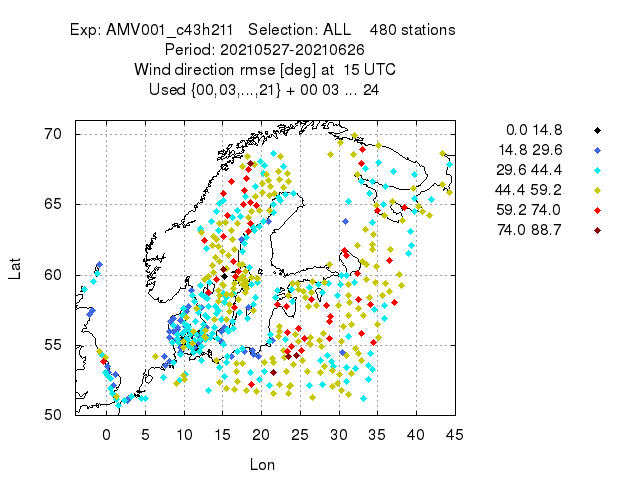 Exp: AMV001_c43h211   Selection: ALL    480 stations
Period: 20210527-20210626
Wind direction rmse [deg] at  15 UTC
Used {00,03,...,21} + 00 03 ... 24
70
65
60
55
50
Lat
0 5 10 15 20 25 30 35 40 45
Lon
0.0 14.8
14.8 29.6
29.6 44.4
44.4 59.2
59.2 74.0
74.0 88.7